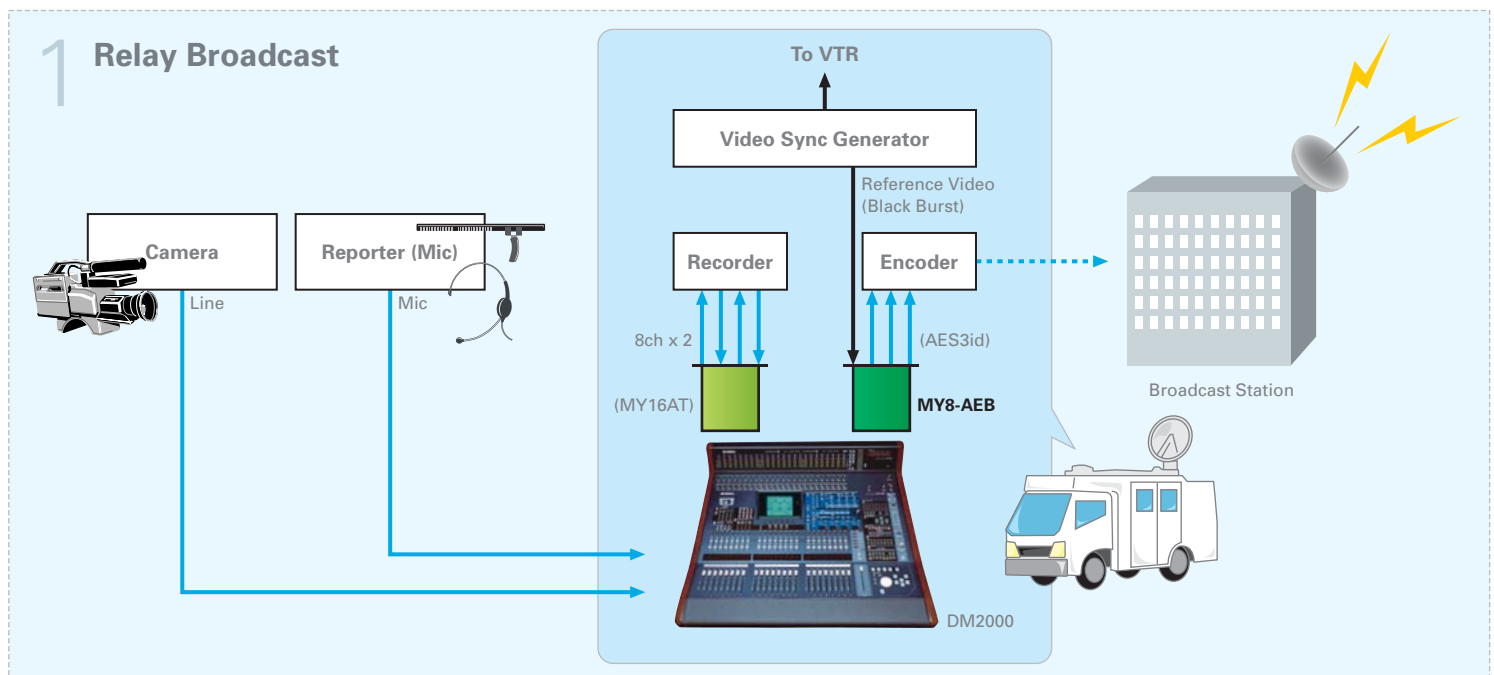 1 Relay Broadcast
To VTR
Video Sync Generator
Reference Video
(Black Burst)
Camera
Reporter (Mic)
Recorder
Encoder
Line
Mic
8ch x 2
(AES3id)
(MY16AT)
MY8-AEB
Broadcast Station
DM2000